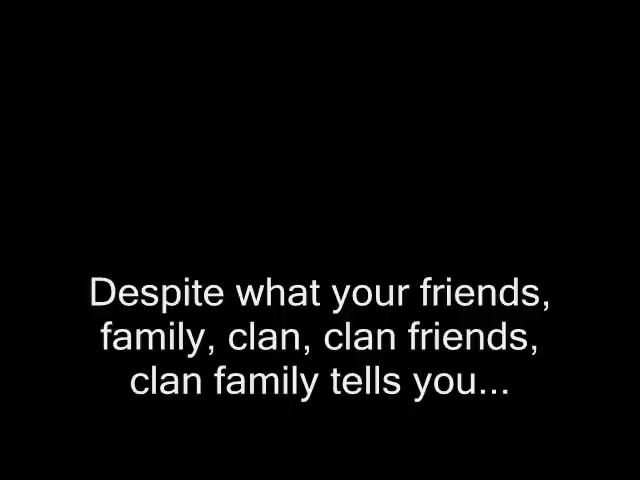 Despite what your friends,
family, clan, clan friends,
clan family tells you...